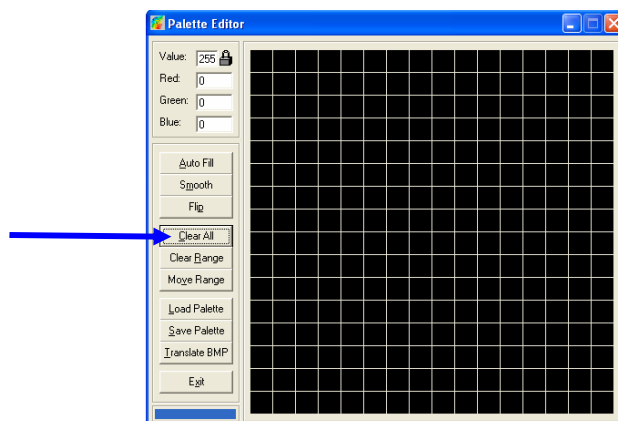 Palette Editor
Value: 255
Red: 0
Green: 0
Blue: 0
Auto Fill
Smooth
Flip
Clear All
Clear Range
Move Range
Load Palette
Save Palette
Translate BMP
Exit